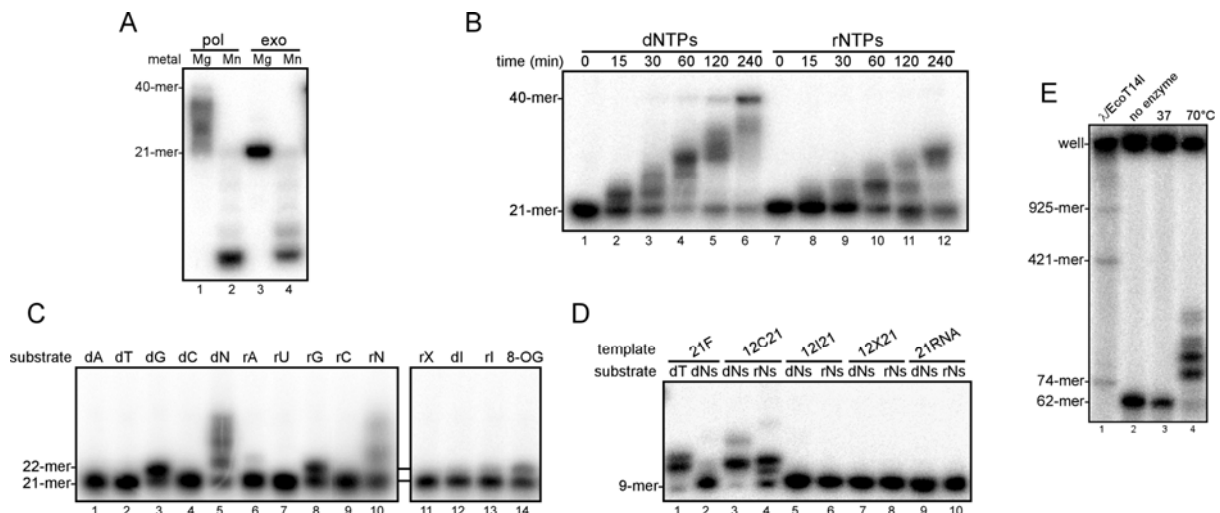 A
pol exo
metal Mg Mn Mg Mn
40-mer
21-mer
1 2 3 4
B
dNTPs rNTPs
time (min) 0 15 30 60 120 240 0 15 30 60 120 240
40-mer
21-mer
1 2 3 4 5 6 7 8 9 10 11 12
C
substrate dA dT dG dC dN rA rU rG rC rN rX dI rI 8-OG
22-mer
21-mer
1 2 3 4 5 6 7 8 9 10 11 12 13 14
D
template 21F 12C21 12I21 12X21 21RNA
substrate dT dNs dNs rNs dNs rNs dNs rNs dNs rNs
9-mer
1 2 3 4 5 6 7 8 9 10
E
λ/EcoT14I no enzyme 37 70°C
well
925-mer
421-mer
74-mer
62-mer
1 2 3 4